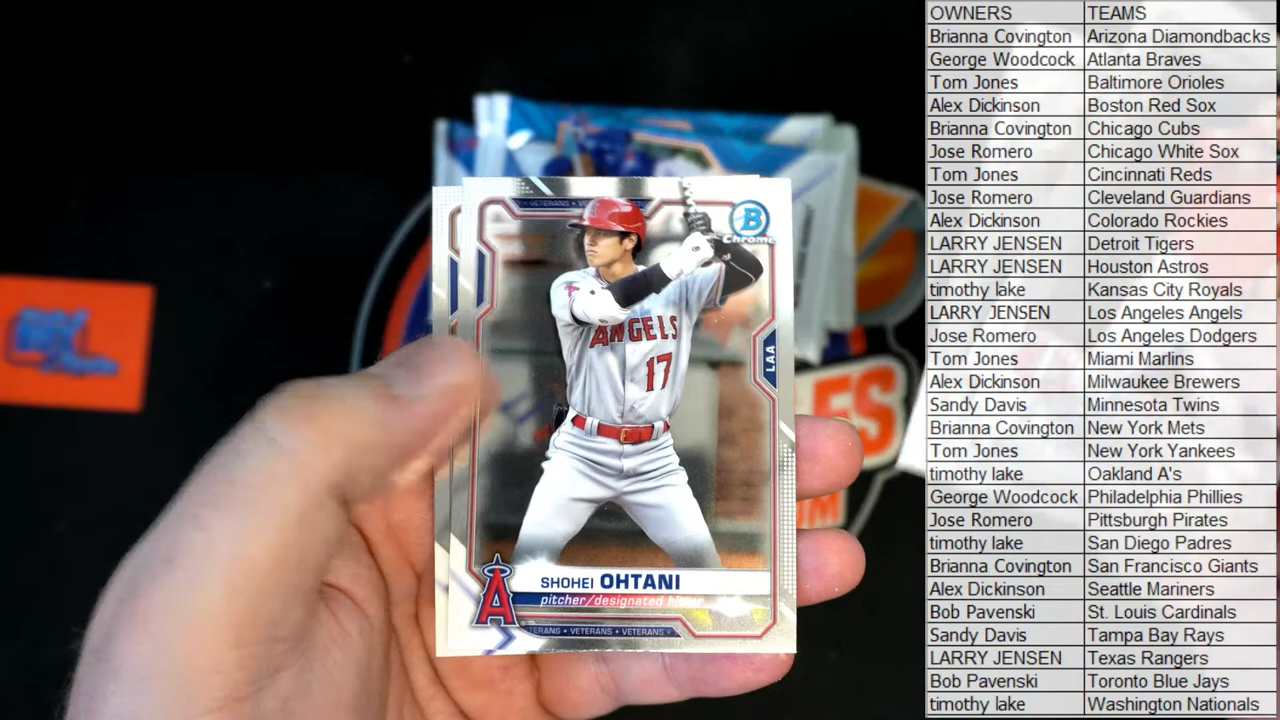 VETERANS
B
Chrome
ANGELS
17
LAA
SHOHEI OHTANI
pitcher/designated hitter
A
VETERANS • VETERANS
ES
OM
OWNERS TEAMS
Brianna Covington Arizona Diamondbacks
George Woodcock Atlanta Braves
Tom Jones Baltimore Orioles
Alex Dickinson Boston Red Sox
Brianna Covington Chicago Cubs
Jose Romero Chicago White Sox
Tom Jones Cincinnati Reds
Jose Romero Cleveland Guardians
Alex Dickinson Colorado Rockies
LARRY JENSEN Detroit Tigers
LARRY JENSEN Houston Astros
timothy lake Kansas City Royals
LARRY JENSEN Los Angeles Angels
Jose Romero Los Angeles Dodgers
Tom Jones Miami Marlins
Alex Dickinson Milwaukee Brewers
Sandy Davis Minnesota Twins
Brianna Covington New York Mets
Tom Jones New York Yankees
timothy lake Oakland A's
George Woodcock Philadelphia Phillies
Jose Romero Pittsburgh Pirates
timothy lake San Diego Padres
Brianna Covington San Francisco Giants
Alex Dickinson Seattle Mariners
Bob Pavenski St. Louis Cardinals
Sandy Davis Tampa Bay Rays
LARRY JENSEN Texas Rangers
Bob Pavenski Toronto Blue Jays
timothy lake Washington Nationals